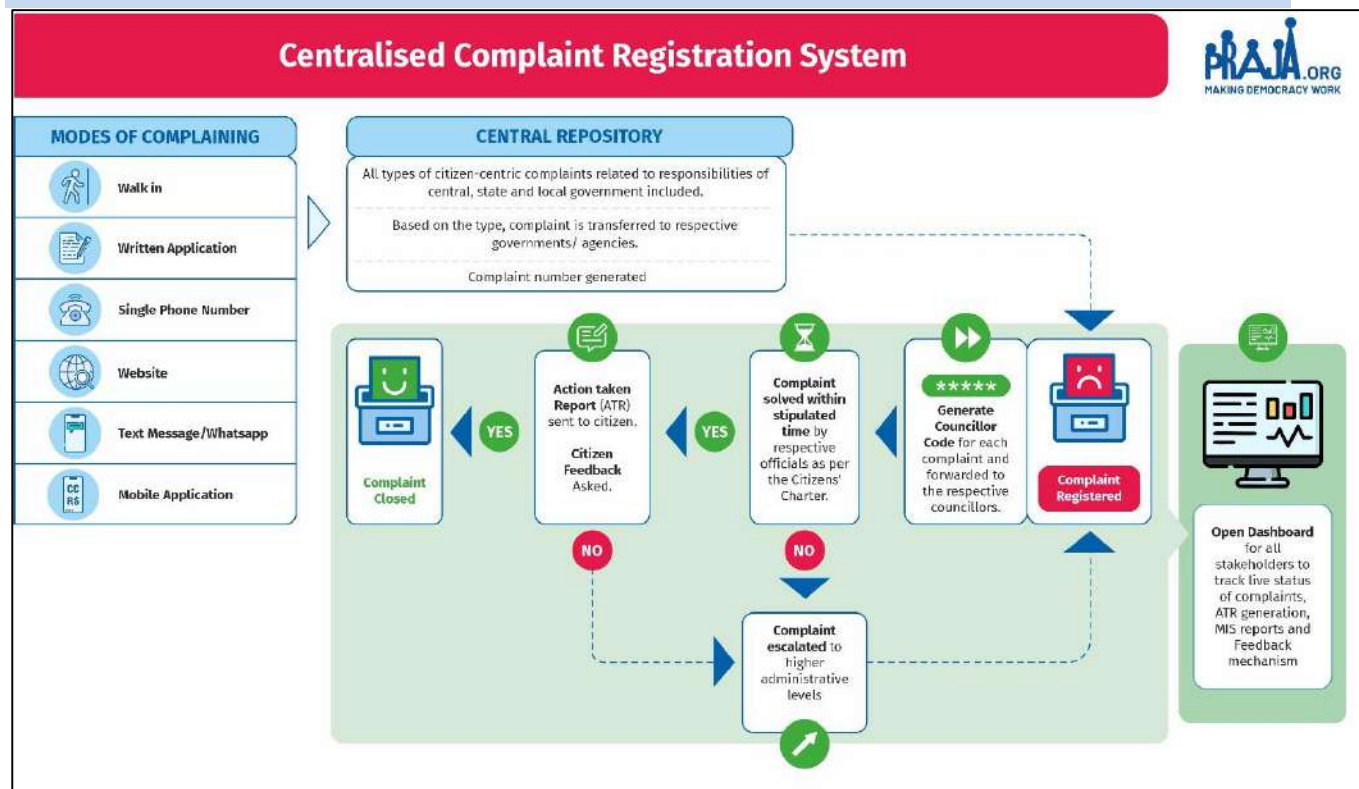 Centralised Complaint Registration System
PRAJA.ORG
MAKING DEMOCRACY WORK
MODES OF COMPLAINING
Walk in
Written Application
Single Phone Number
Website
Text Message/Whatsapp
CC
RS
Mobile Application
CENTRAL REPOSITORY
All types of citizen-centric complaints related to responsibilities of
central, state and local government included.
Based on the type, complaint is transferred to respective
governments/ agencies.
Complaint number generated
Complaint
Registered
*****
Generate
Councillor
Code for each
complaint and
forwarded to
the respective
councillors.
Complaint
solved within
stipulated
time by
respective
officials as per
the Citizens'
Charter.
YES
NO
Action taken
Report (ATR)
sent to citizen.
Citizen
Feedback
Asked.
YES
NO
Complaint
Closed
Complaint
escalated to
higher
administrative
levels
Open Dashboard
for all
stakeholders to
track live status
of complaints,
ATR generation,
MIS reports and
Feedback
mechanism